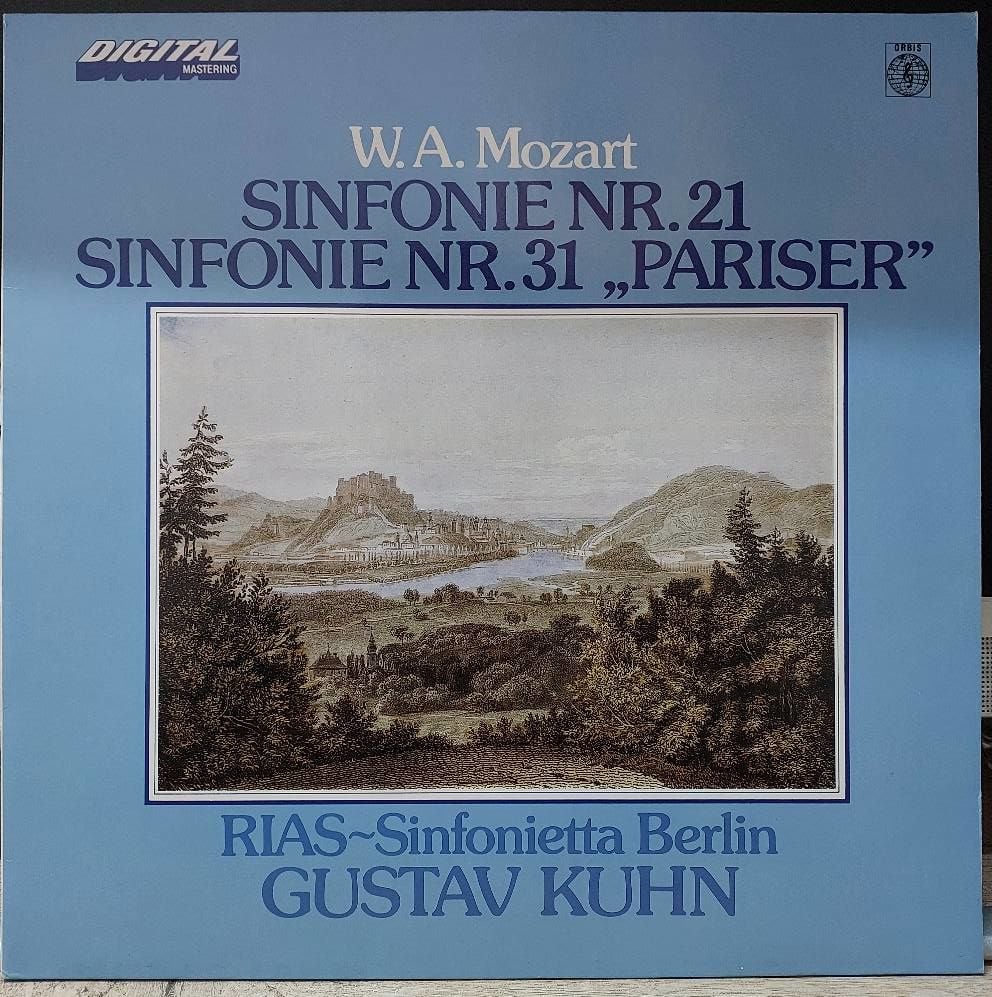 DIGITAL
MASTERING
ORBIS
W. A. Mozart
SINFONIE NR. 21
SINFONIE NR. 31 „PARISER”
RIAS~Sinfonietta Berlin
GUSTAV KUHN